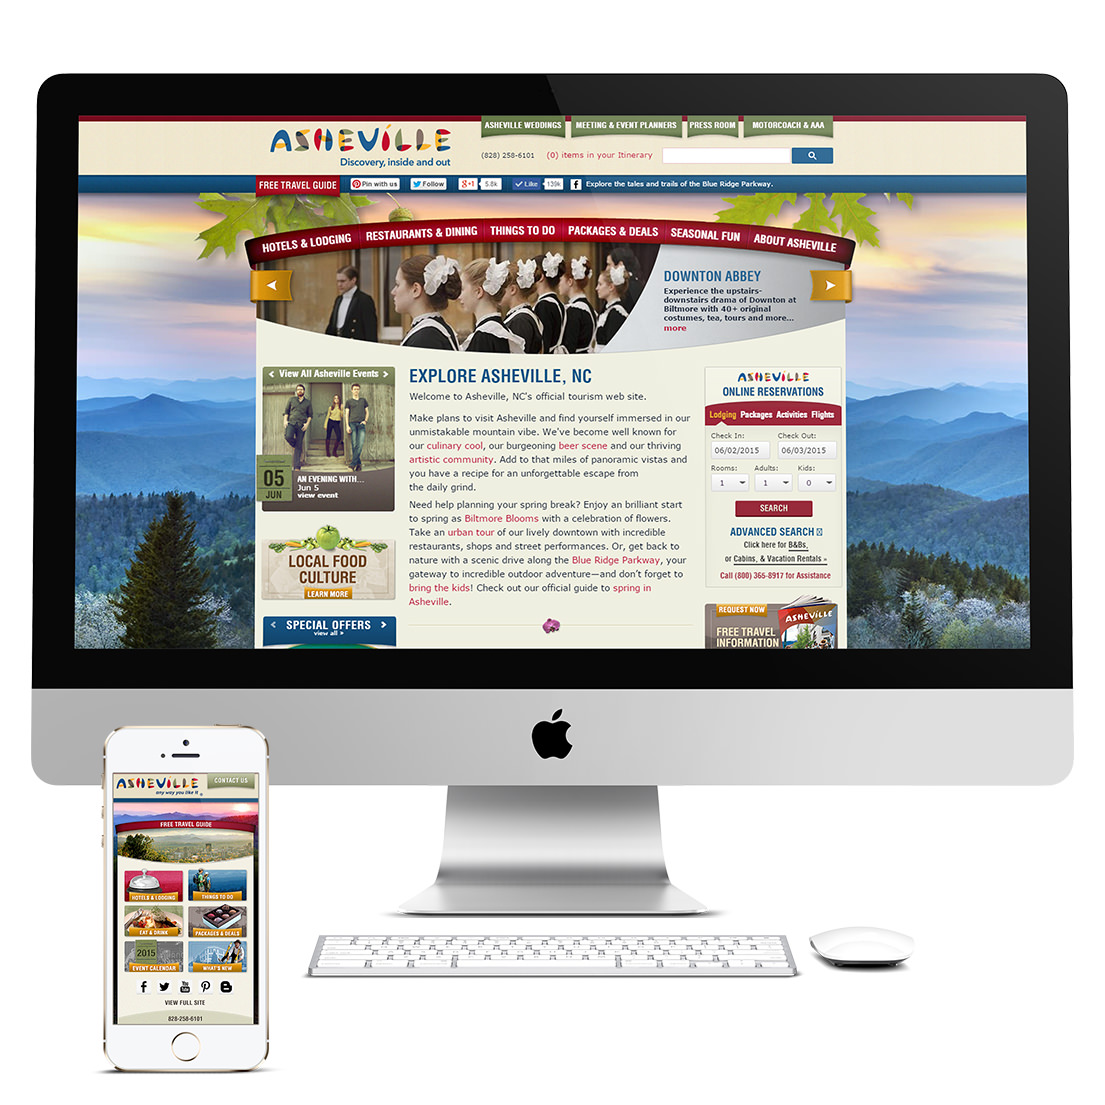 ASHEVILLE
Discovery, inside and out
ASHEVILLE WEDDINGS
MEETING & EVENT PLANNERS
PRESS ROOM
MOTORCOACH & AAA
(828) 258-6101
(0) items in your Itinerary
FREE TRAVEL GUIDE
Pin with us
Follow
g+1 5.8k
Like 139k
Explore the tales and trails of the Blue Ridge Parkway.
HOTELS & LODGING
RESTAURANTS & DINING
THINGS TO DO
PACKAGES & DEALS
SEASONAL FUN
ABOUT ASHEVILLE
DOWNTON ABBEY
Experience the upstairs-
downstairs drama of Downton at
Biltmore with 40+ original
costumes, tea, tours and more...
more
< View All Asheville Events >
05
JUN
AN EVENING WITH...
Jun 5
view event
LOCAL FOOD
CULTURE
LEARN MORE
< SPECIAL OFFERS >
view all »
EXPLORE ASHEVILLE, NC
Welcome to Asheville, NC's official tourism web site.
Make plans to visit Asheville and find yourself immersed in our
unmistakable mountain vibe. We've become well known for
our culinary cool, our burgeoning beer scene and our thriving
artistic community. Add to that miles of panoramic vistas and
you have a recipe for an unforgettable escape from
the daily grind.
Need help planning your spring break? Enjoy an brilliant start
to spring as Biltmore Blooms with a celebration of flowers.
Take an urban tour of our lively downtown with incredible
restaurants, shops and street performances. Or, get back to
nature with a scenic drive along the Blue Ridge Parkway, your
gateway to incredible outdoor adventure—and don't forget to
bring the kids! Check out our official guide to spring in
Asheville.
ASHEVILLE
ONLINE RESERVATIONS
Lodging Packages Activities Flights
Check In: Check Out:
06/02/2015 06/03/2015
Rooms: Adults: Kids:
1 1 0
SEARCH
ADVANCED SEARCH
Click here for B&Bs,
or Cabins, & Vacation Rentals »
Call (800) 365-8917 for Assistance
REQUEST NOW
FREE TRAVEL
INFORMATION
ASHEVILLE
ASHEVILLE
any way you like it
CONTACT US
FREE TRAVEL GUIDE
HOTELS & LODGING
THINGS TO DO
EAT & DRINK
PACKAGES & DEALS
2015
EVENT CALENDAR
WHAT'S NEW
You Tube
VIEW FULL SITE
828-258-6101